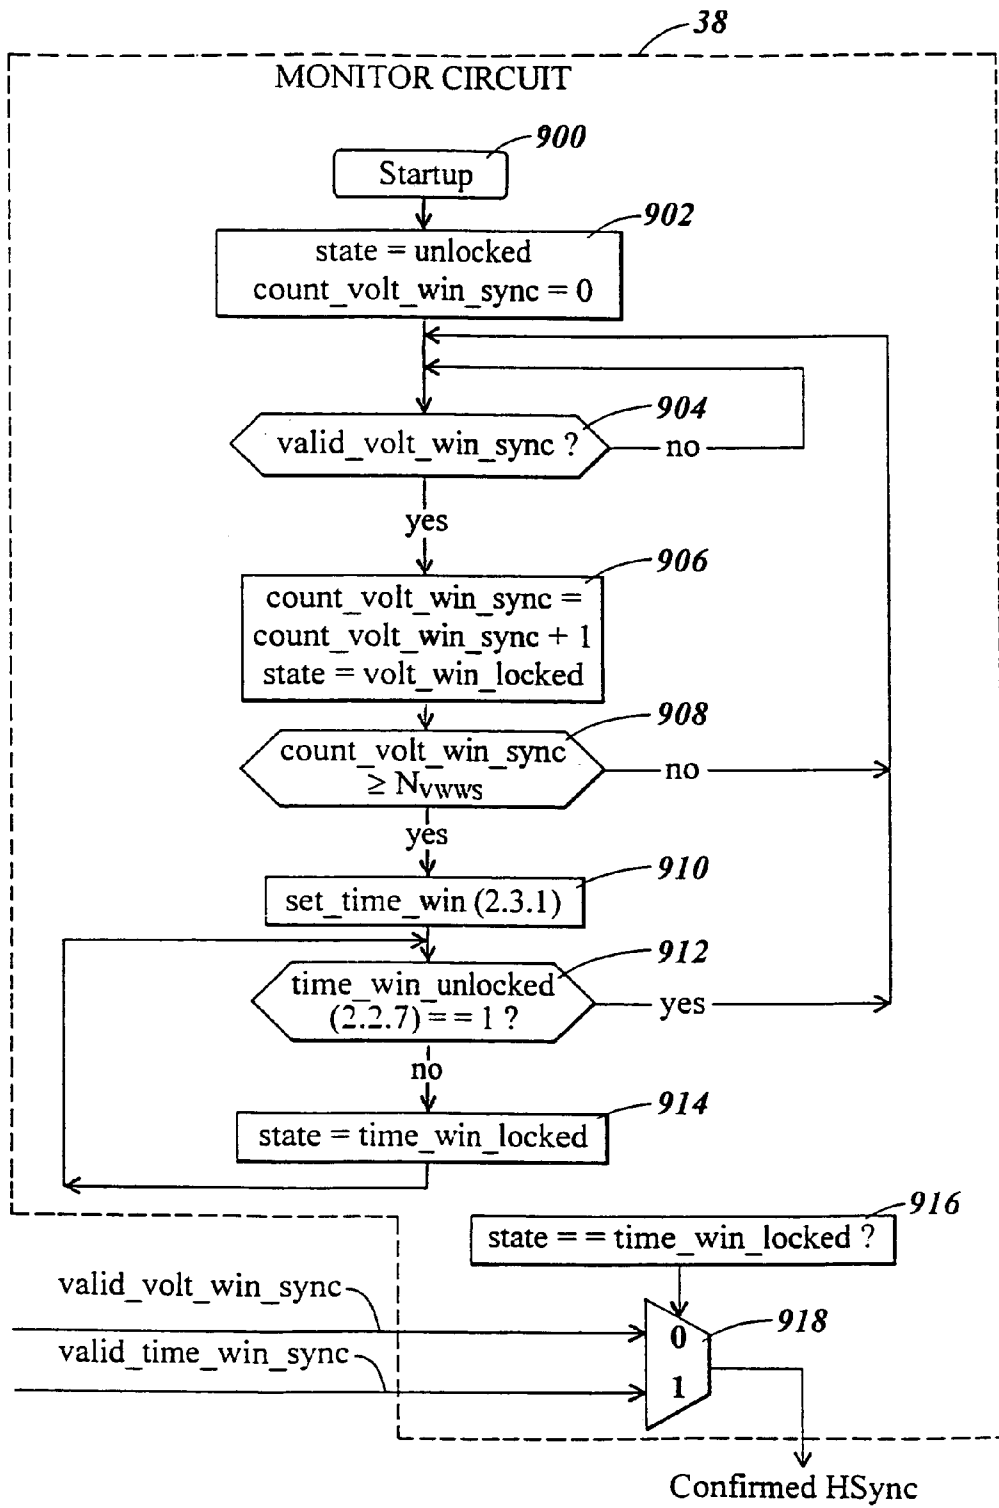 38
MONITOR CIRCUIT
900
Startup
902
state = unlocked
count_volt_win_sync = 0
904
valid_volt_win_sync ?
no
yes
906
count_volt_win_sync =
count_volt_win_sync + 1
state = volt_win_locked
908
count_volt_win_sync
≥ NVWWS
no
yes
910
set_time_win (2.3.1)
912
time_win_unlocked
(2.2.7) = = 1 ?
yes
no
914
state = time_win_locked
916
state = = time_win_locked ?
valid_volt_win_sync
918
0
valid_time_win_sync
1
Confirmed HSync